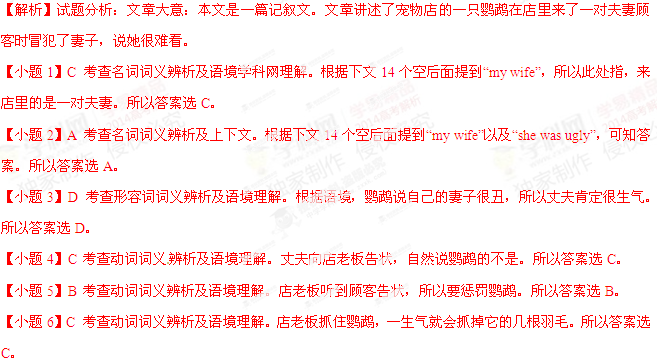 【解析】试题分析：文章大意：本文是一篇记叙文。文章讲述了宠物店的一只鹦鹉在店里来了一对夫妻顾
客时冒犯了妻子，说她很难看。
【小题 1】C 考查名词词义辨析及语境学科网理解。根据下文 14 个空后面提到“my wife”，所以此处指，来
店里的是一对夫妻。所以答案选 C。
【小题 2】A 考查名词词义辨析及上下文。根据下文 14 个空后面提到“my wife”以及“she was ugly”，可知答
案。所以答案选 A。
【小题 3】D 考查形容词词义辨析及语境理解。根据语境，鹦鹉说自己的妻子很丑，所以丈夫肯定很生气。
所以答案选 D。
【小题 4】C 考查动词词义辨析及语境理解。丈夫向店老板告状，自然说鹦鹉的不是。所以答案选 C。
【小题 5】B 考查动词词义辨析及语境理解。店老板听到顾客告状，所以要惩罚鹦鹉。所以答案选 B。
【小题 6】C 考查动词词义辨析及语境理解。店老板抓住鹦鹉，一生气就会抓掉它的几根羽毛。所以答案选
C。